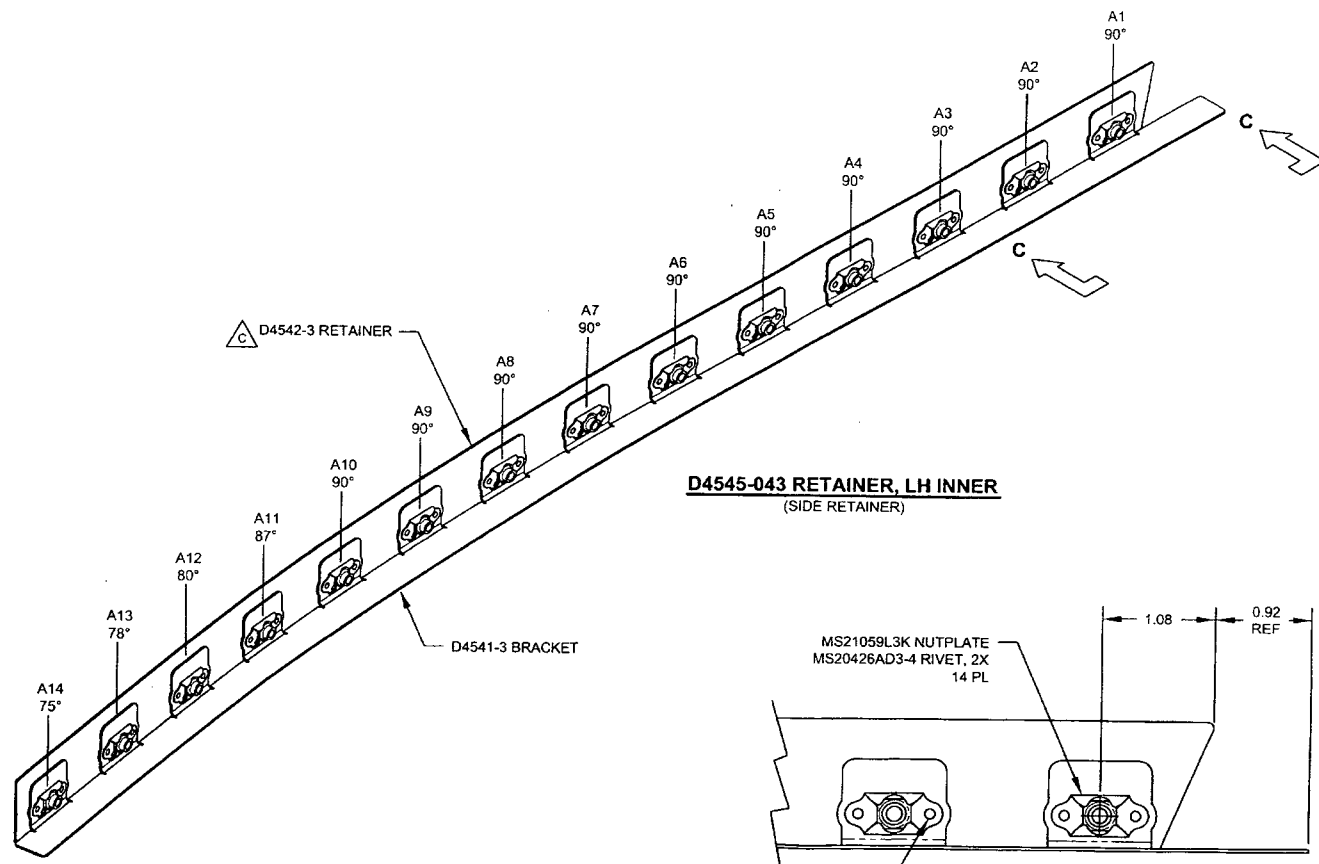 A1
90°
A2
90°
A3
90°
A4
90°
A5
90°
A6
90°
A7
90°
A8
90°
A9
90°
A10
90°
A11
87°
A12
80°
A13
78°
A14
75°
C
C
C D4542-3 RETAINER
D4541-3 BRACKET
D4545-043 RETAINER, LH INNER
(SIDE RETAINER)
MS21059L3K NUTPLATE
MS20426AD3-4 RIVET, 2X
14 PL
1.08
0.92
REF